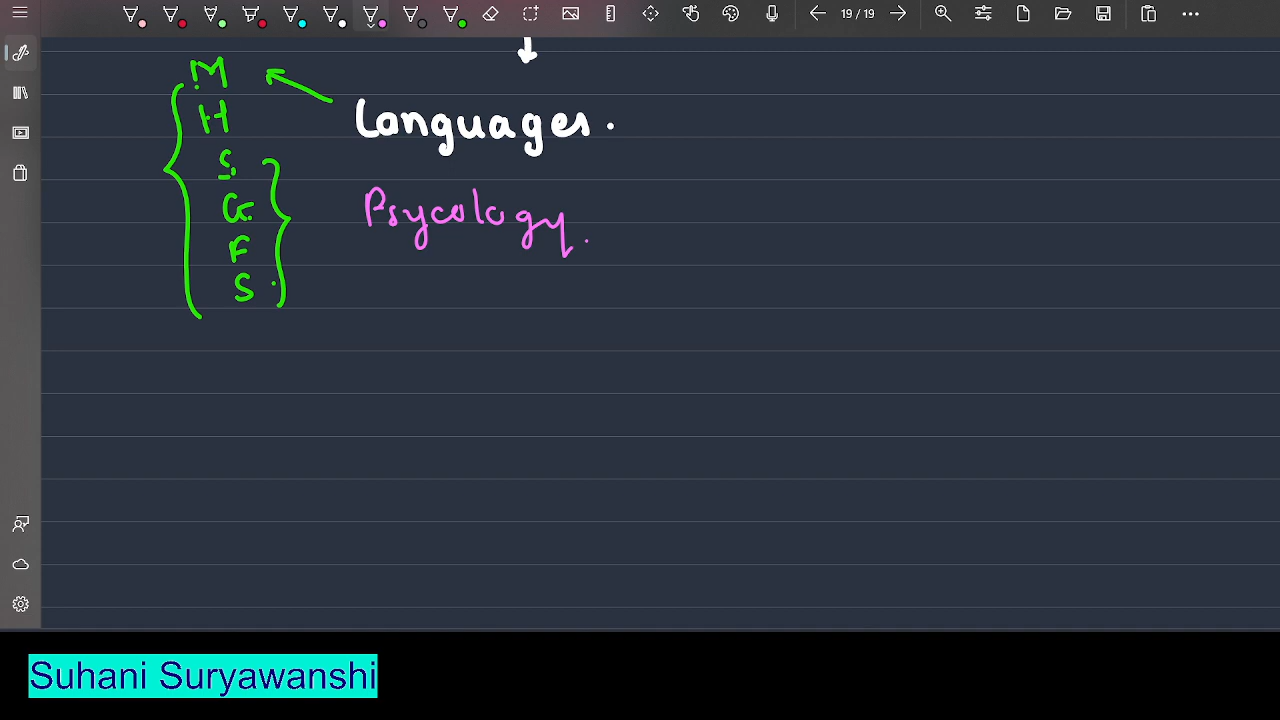 19 / 19
M
H
S
G
F
S
Languages.
Psycology.
Suhani Suryawanshi